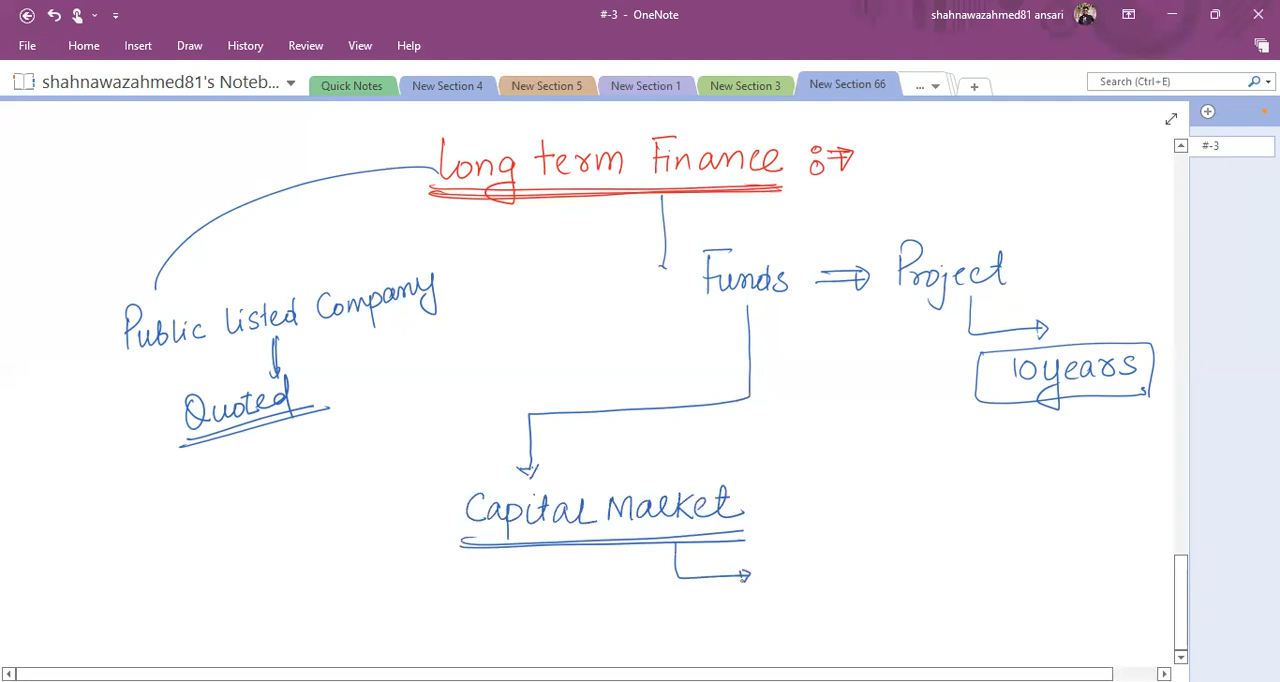 #-3 - OneNote
shahnawazahmed81 ansari
File Home Insert Draw History Review View Help
shahnawazahmed81's Noteb...
Quick Notes
New Section 4
New Section 5
New Section 1
New Section 3
New Section 66
...
Search (Ctrl+E)
#-3
Long term Finance :⇒
Funds ⇒ Project
Public Listed Company
10 years
Quoted
Capital Market